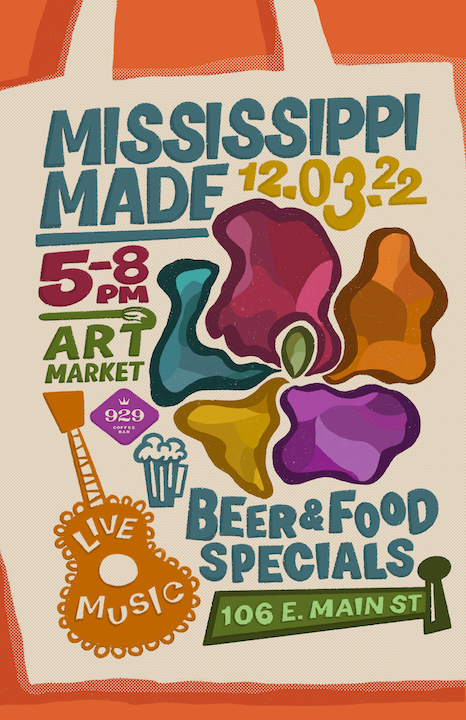 MISSISSIPPI
MADE
12.03.22
5-8
PM
ART
MARKET
929
COFFEE
BAR
BEER & FOOD
SPECIALS
LIVE
MUSIC
106 E. MAIN ST